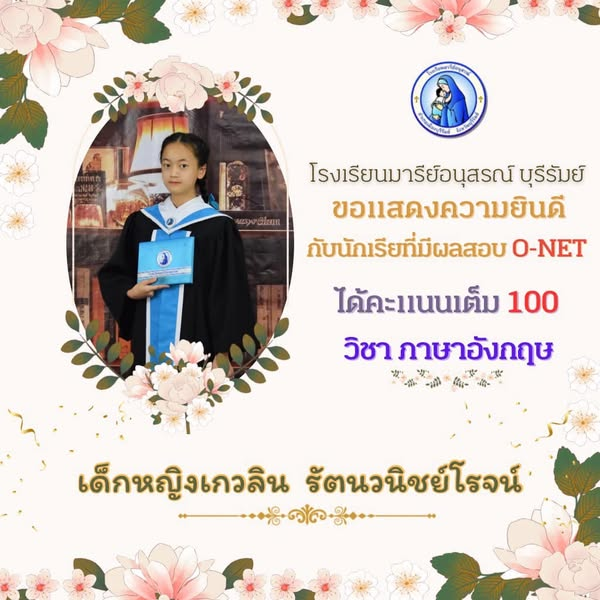 โรงเรียนมารีย์อนุสรณ์ บุรีรัมย์
ขอแสดงความยินดี
กับนักเรียที่มีผลสอบ O-NET
ได้คะแนนเต็ม 100
วิชา ภาษาอังกฤษ
เด็กหญิงเกวลิน รัตนวนิชย์โรจน์